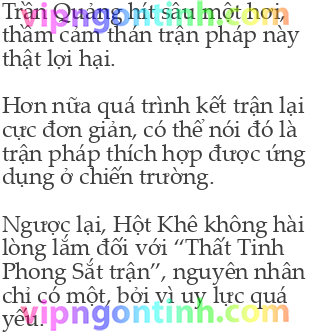 Trần Quảng hít sâu một hơi,
thầm cảm thán trận pháp này
thật lợi hại.
Hơn nữa quá trình kết trận lại
cực đơn giản, có thể nói đó là
trận pháp thích hợp được ứng
dụng ở chiến trường.
Ngược lại, Hột Khê không hài
lòng lắm đối với “Thất Tinh
Phong Sắt trận”, nguyên nhân
chỉ có một, bởi vì uy lực quá
yếu.
vipngontinh.com
vipngontinh.com